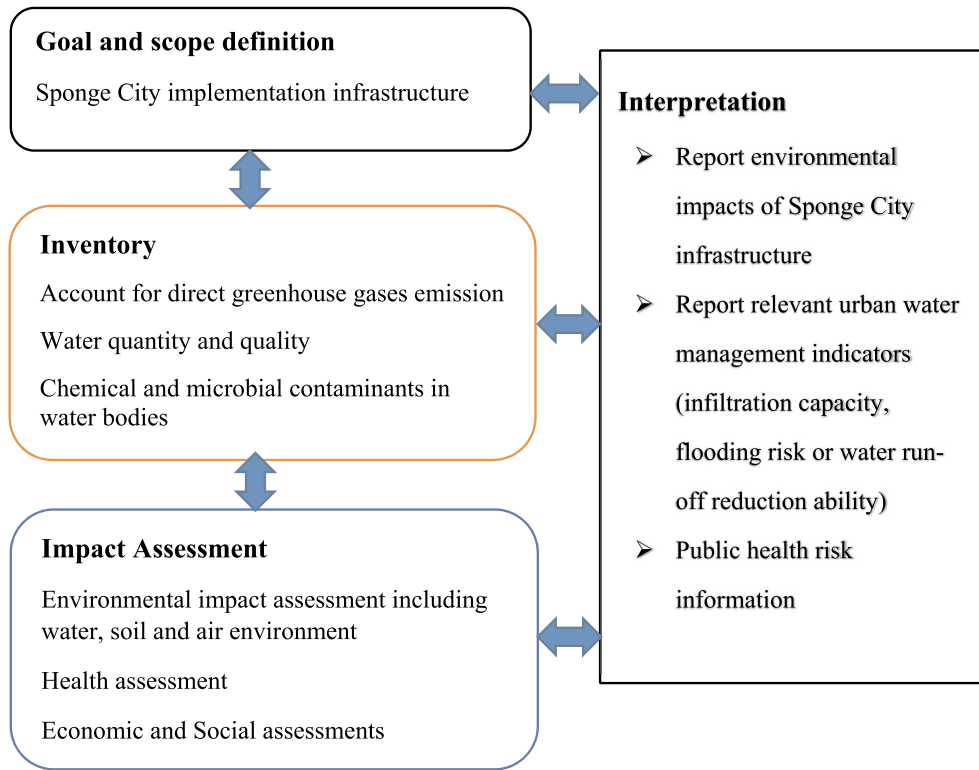 Goal and scope definition
Sponge City implementation infrastructure
Inventory
Account for direct greenhouse gases emission
Water quantity and quality
Chemical and microbial contaminants in
water bodies
Impact Assessment
Environmental impact assessment including
water, soil and air environment
Health assessment
Economic and Social assessments
Interpretation
➢ Report environmental
impacts of Sponge City
infrastructure
➢ Report relevant urban water
management indicators
(infiltration capacity,
flooding risk or water run-
off reduction ability)
➢ Public health risk
information